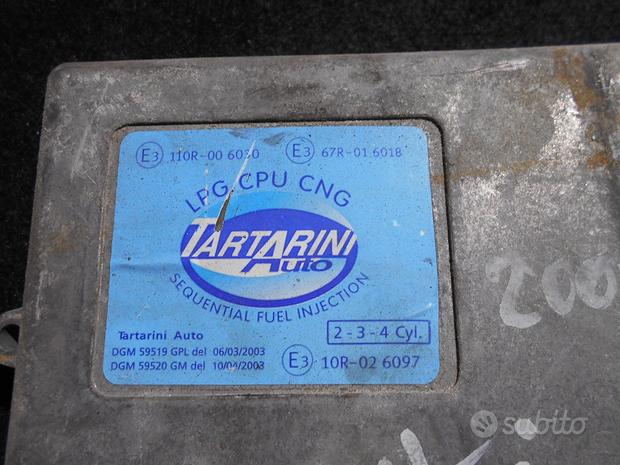 E3 110R-00 6030 E3 67R-01 6018
LPG CPU CNG
TARTARINI
Auto
SEQUENTIAL FUEL INJECTION
2 - 3 - 4 Cyl.
Tartarini Auto
DGM 59519 GPL del 06/03/2003
DGM 59520 GM del 10/04/2003
E3 10R-02 6097
200
subito